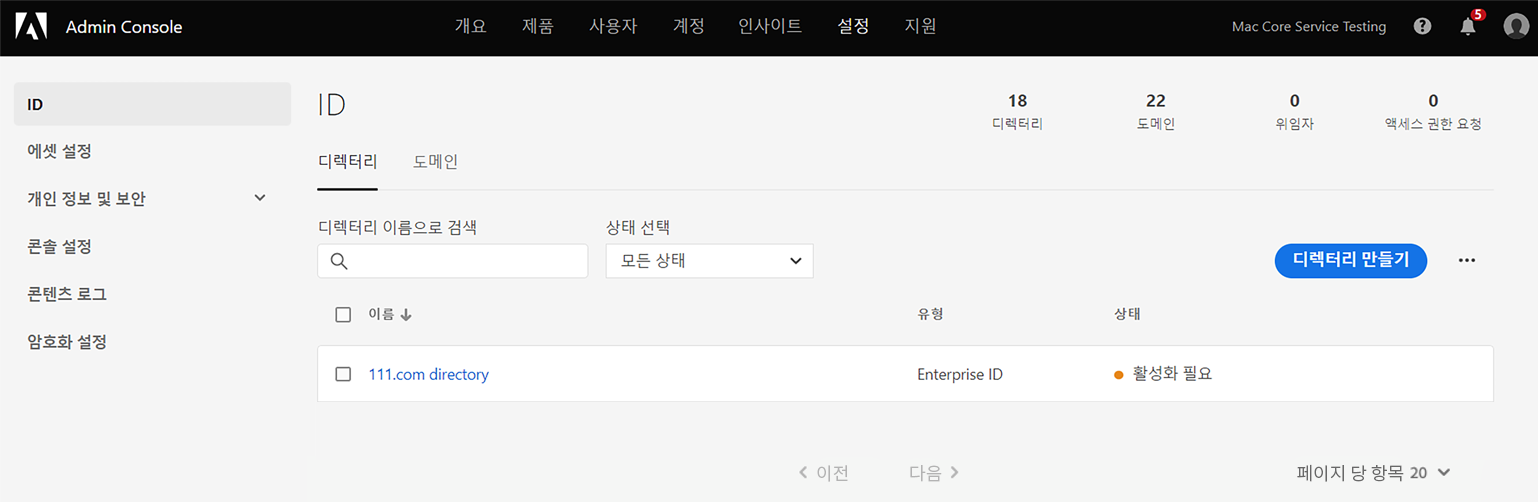 Admin Console 개요 제품 사용자 계정 인사이트 설정 지원 Mac Core Service Testing ? 5
ID
에셋 설정
개인 정보 및 보안
콘솔 설정
콘텐츠 로그
암호화 설정
ID
18 22 0 0
디렉터리 도메인 위임자 액세스 권한 요청
디렉터리 도메인
디렉터리 이름으로 검색 상태 선택
모든 상태 디렉터리 만들기
이름 유형 상태
111.com directory Enterprise ID 활성화 필요
이전 다음 페이지 당 항목 20